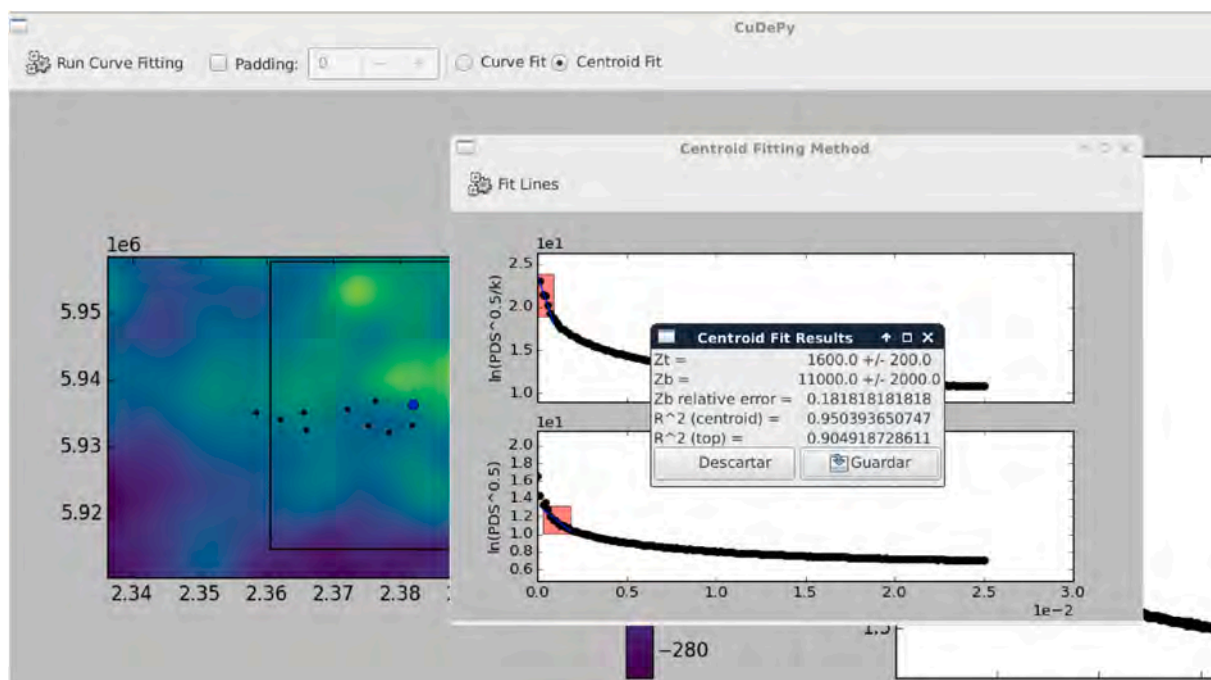 CuDePy
Run Curve Fitting Padding: 0 − + Curve Fit Centroid Fit
Centroid Fitting Method
Fit Lines
1e6
5.95
5.94
5.93
5.92
2.34 2.35 2.36 2.37 2.38
1e1
2.5
2.0
1.5
1.0
ln(PDS^0.5/k)
1e1
2.0
1.8
1.6
1.4
1.2
1.0
0.8
0.6
ln(PDS^0.5)
0.0 0.5 1.0 1.5 2.0 2.5 3.0
1e−2
Centroid Fit Results
Zt = 1600.0 +/- 200.0
Zb = 11000.0 +/- 2000.0
Zb relative error = 0.181818181818
R^2 (centroid) = 0.950393650747
R^2 (top) = 0.904918728611
Descartar Guardar
−280